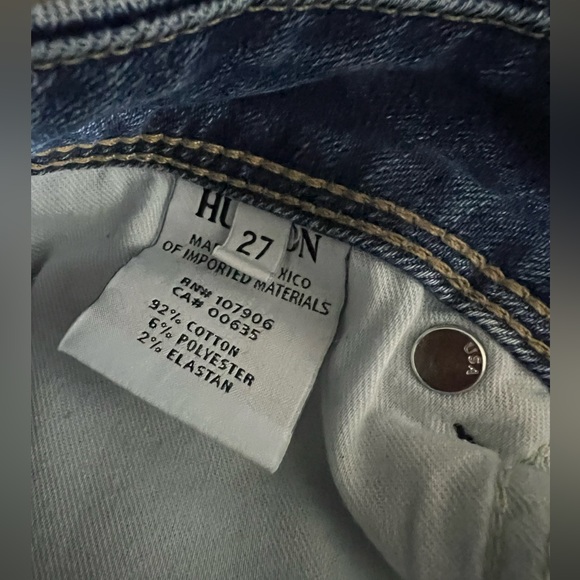 27
OF IMPORTED MATERIALS
RN# 107906
CA# 00635
92% COTTON
6% POLYESTER
2% ELASTAN
USA